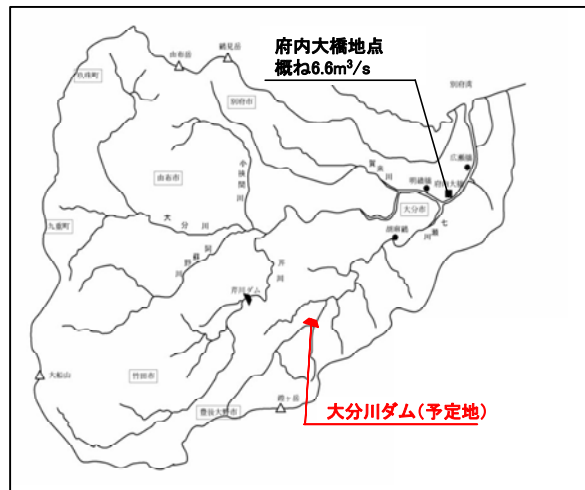 府内大橋地点
概ね6.6m³/s
由布岳
鶴見岳
玖珠町
別府市
別府湾
小挾間川
賀来川
広瀬橋
明磧橋
府内大橋
由布市
大分市
大分川
七瀬川
胡麻鶴
九重町
阿蘇野川
芹川
芹川ダム
大船山
竹田市
豊後大野市
鎧ヶ岳
大分川ダム(予定地)